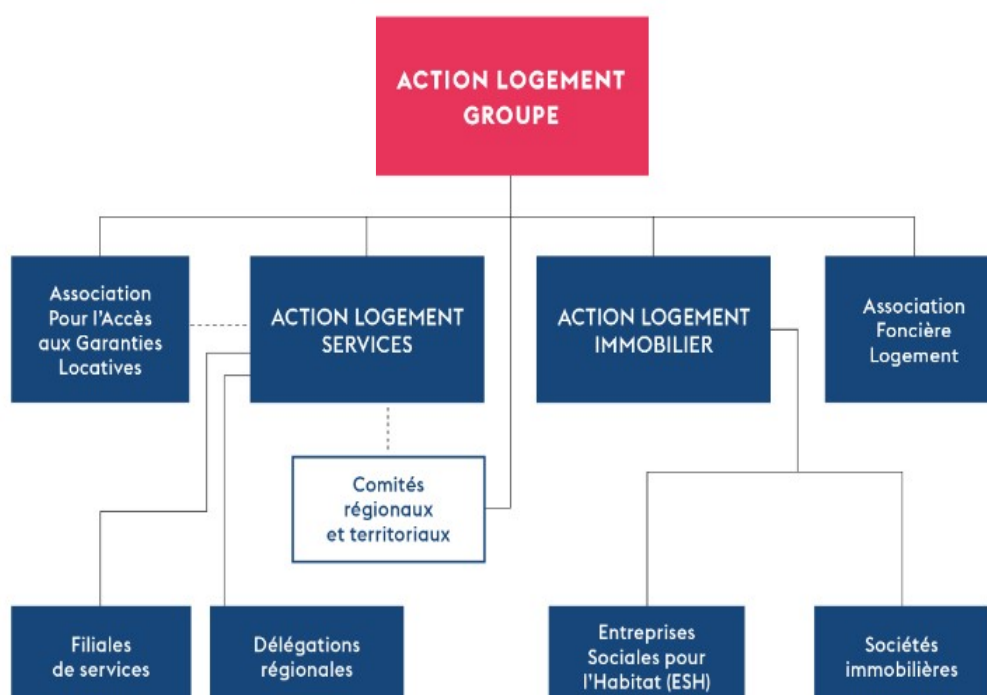 ACTION LOGEMENT
GROUPE
Association
Pour l'Accès
aux Garanties
Locatives
ACTION LOGEMENT
SERVICES
ACTION LOGEMENT
IMMOBILIER
Association
Foncière
Logement
Comités
régionaux
et territoriaux
Filiales
de services
Délégations
régionales
Entreprises
Sociales pour
l'Habitat (ESH)
Sociétés
immobilières